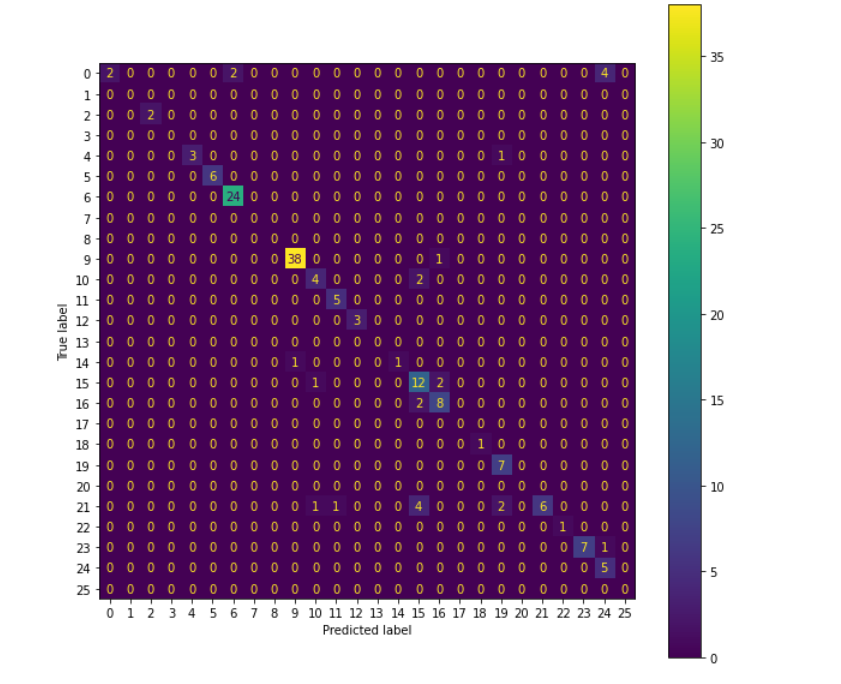 0 2 0 0 0 0 0 2 0 0 0 0 0 0 0 0 0 0 0 0 0 0 0 0 0 4 0
1 0 0 0 0 0 0 0 0 0 0 0 0 0 0 0 0 0 0 0 0 0 0 0 0 0 0
2 0 0 2 0 0 0 0 0 0 0 0 0 0 0 0 0 0 0 0 0 0 0 0 0 0 0
3 0 0 0 0 0 0 0 0 0 0 0 0 0 0 0 0 0 0 0 0 0 0 0 0 0 0
4 0 0 0 0 3 0 0 0 0 0 0 0 0 0 0 0 0 0 0 1 0 0 0 0 0 0
5 0 0 0 0 0 6 0 0 0 0 0 0 0 0 0 0 0 0 0 0 0 0 0 0 0 0
6 0 0 0 0 0 0 24 0 0 0 0 0 0 0 0 0 0 0 0 0 0 0 0 0 0 0
7 0 0 0 0 0 0 0 0 0 0 0 0 0 0 0 0 0 0 0 0 0 0 0 0 0 0
8 0 0 0 0 0 0 0 0 0 0 0 0 0 0 0 0 0 0 0 0 0 0 0 0 0 0
9 0 0 0 0 0 0 0 0 0 38 0 0 0 0 0 0 1 0 0 0 0 0 0 0 0 0
10 0 0 0 0 0 0 0 0 0 0 4 0 0 0 0 2 0 0 0 0 0 0 0 0 0 0
11 0 0 0 0 0 0 0 0 0 0 0 5 0 0 0 0 0 0 0 0 0 0 0 0 0 0
12 0 0 0 0 0 0 0 0 0 0 0 0 3 0 0 0 0 0 0 0 0 0 0 0 0 0
13 0 0 0 0 0 0 0 0 0 0 0 0 0 0 0 0 0 0 0 0 0 0 0 0 0 0
14 0 0 0 0 0 0 0 0 0 1 0 0 0 0 1 0 0 0 0 0 0 0 0 0 0 0
15 0 0 0 0 0 0 0 0 0 0 1 0 0 0 0 12 2 0 0 0 0 0 0 0 0 0
16 0 0 0 0 0 0 0 0 0 0 0 0 0 0 0 2 8 0 0 0 0 0 0 0 0 0
17 0 0 0 0 0 0 0 0 0 0 0 0 0 0 0 0 0 0 0 0 0 0 0 0 0 0
18 0 0 0 0 0 0 0 0 0 0 0 0 0 0 0 0 0 0 1 0 0 0 0 0 0 0
19 0 0 0 0 0 0 0 0 0 0 0 0 0 0 0 0 0 0 0 7 0 0 0 0 0 0
20 0 0 0 0 0 0 0 0 0 0 0 0 0 0 0 0 0 0 0 0 0 0 0 0 0 0
21 0 0 0 0 0 0 0 0 0 0 1 1 0 0 0 4 0 0 0 2 0 6 0 0 0 0
22 0 0 0 0 0 0 0 0 0 0 0 0 0 0 0 0 0 0 0 0 0 0 1 0 0 0
23 0 0 0 0 0 0 0 0 0 0 0 0 0 0 0 0 0 0 0 0 0 0 0 7 1 0
24 0 0 0 0 0 0 0 0 0 0 0 0 0 0 0 0 0 0 0 0 0 0 0 0 5 0
25 0 0 0 0 0 0 0 0 0 0 0 0 0 0 0 0 0 0 0 0 0 0 0 0 0 0
0 1 2 3 4 5 6 7 8 9 10 11 12 13 14 15 16 17 18 19 20 21 22 23 24 25
Predicted label
True label
35
30
25
20
15
10
5
0